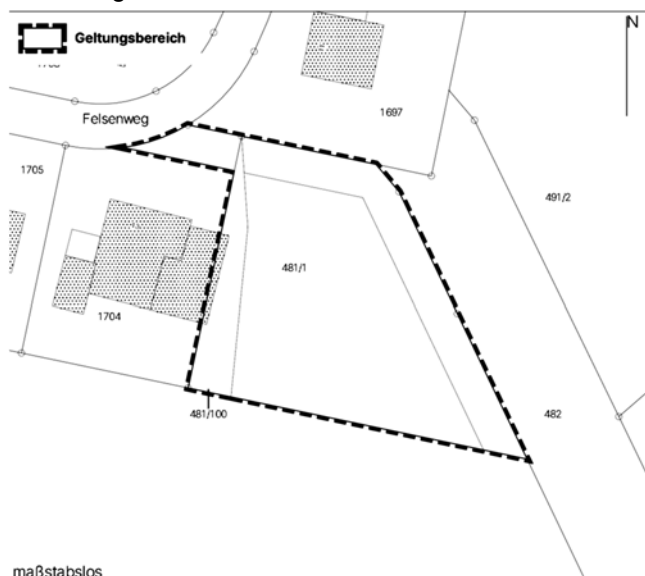 Geltungsbereich
N
Felsenweg
1697
1705
491/2
481/1
1704
481/100
482
maßstabslos